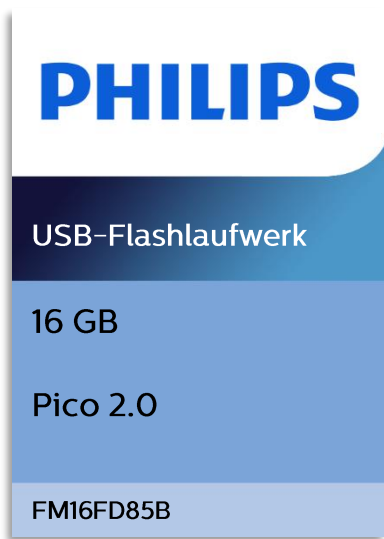 PHILIPS
USB-Flashlaufwerk
16 GB
Pico 2.0
FM16FD85B